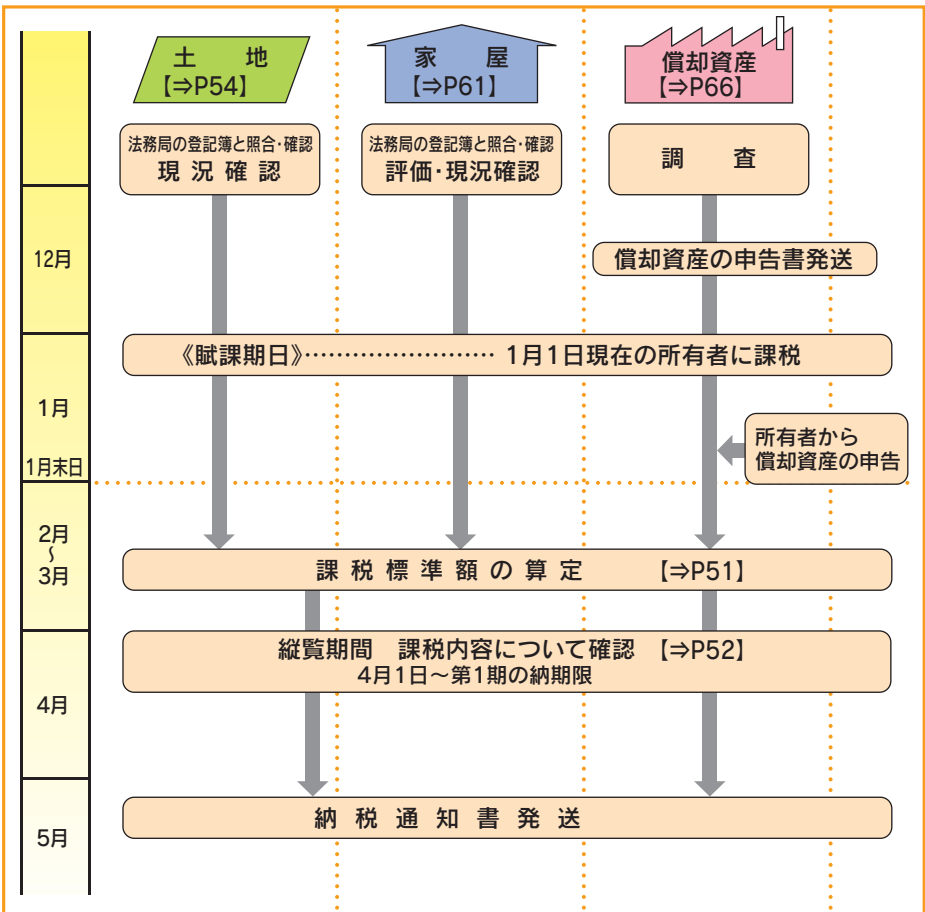 土　地
【⇒P54】
家　屋
【⇒P61】
償却資産
【⇒P66】
法務局の登記簿と照合・確認
現況確認
法務局の登記簿と照合・確認
評価・現況確認
調　査
12月
償却資産の申告書発送
《賦課期日》…………………… 1月1日現在の所有者に課税
1月
所有者から
償却資産の申告
1月末日
2月
〜
3月
課税標準額の算定　【⇒P51】
縦覧期間　課税内容について確認　【⇒P52】
4月1日〜第1期の納期限
4月
納税通知書発送
5月